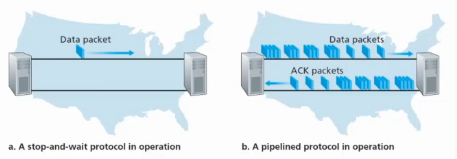 Data packet
Data packets
ACK packets
a. A stop-and-wait protocol in operation
b. A pipelined protocol in operation